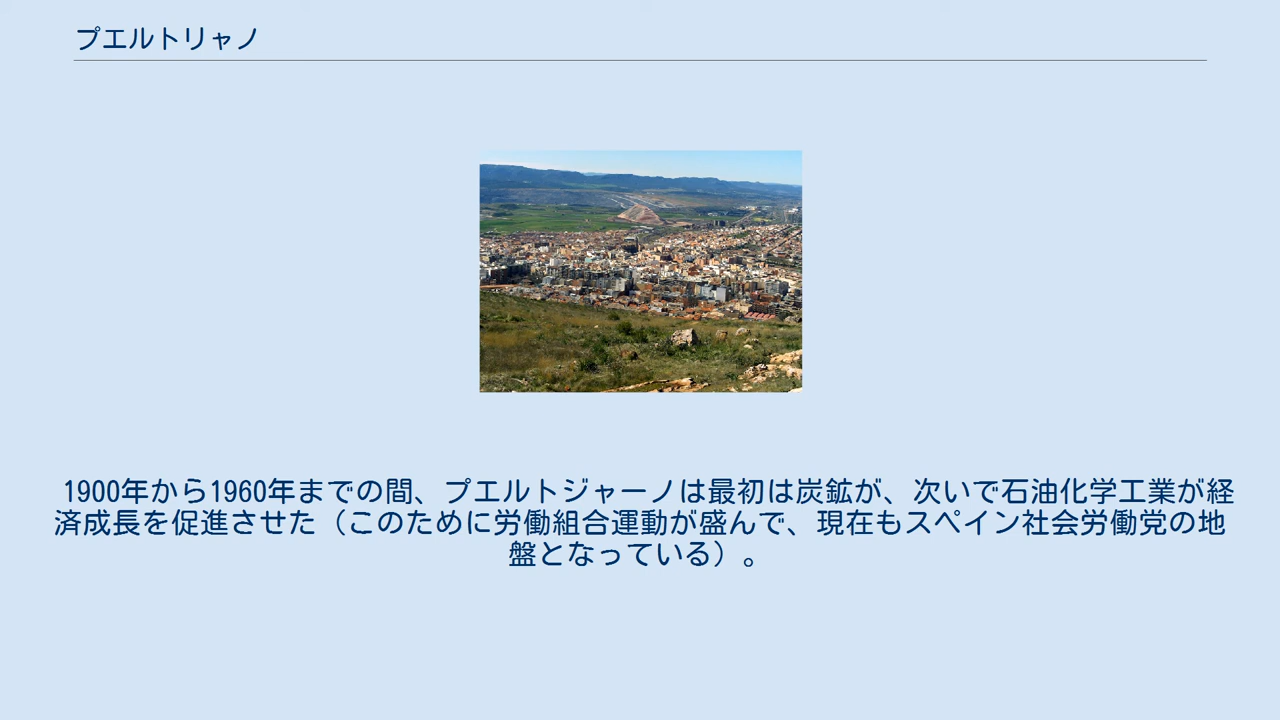 プエルトリャノ
1900年から1960年までの間、プエルトジャーノは最初は炭鉱が、次いで石油化学工業が経
済成長を促進させた（このために労働組合運動が盛んで、現在もスペイン社会労働党の地
盤となっている）。